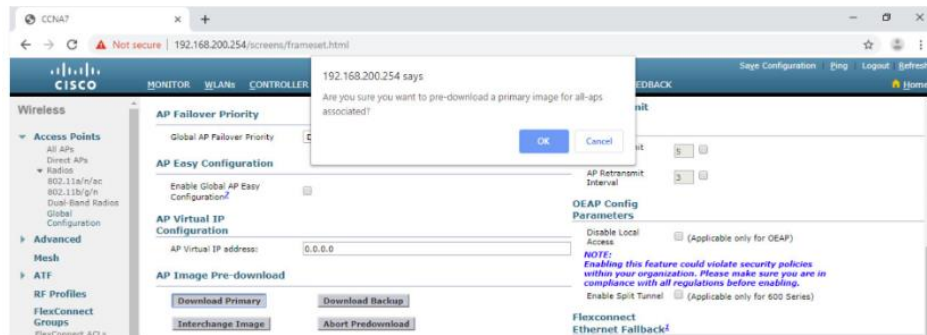 CCNA7
Not secure | 192.168.200.254/screens/frameset.html
CISCO
MONITOR WLANs CONTROLLER
EDBACK
Save Configuration Ping Logout Refresh
Home
192.168.200.254 says
Are you sure you want to pre-download a primary image for all-aps
associated?
OK Cancel
Wireless
Access Points
All APs
Direct APs
Radios
802.11a/n/ac
802.11b/g/n
Dual-Band Radios
Global
Configuration
Advanced
Mesh
ATF
RF Profiles
FlexConnect
Groups
FlexConnect ACLs
AP Failover Priority
Global AP Failover Priority
AP Easy Configuration
Enable Global AP Easy
Configuration
AP Virtual IP
Configuration
AP Virtual IP address: 0.0.0.0
AP Image Pre-download
Download Primary Download Backup
Interchange Image Abort Predownload
nit
nit 5
AP Retransmit
Interval 3
OEAP Config
Parameters
Disable Local
Access (Applicable only for OEAP)
NOTE:
Enabling this feature could violate security policies
within your organization. Please make sure you are in
compliance with all regulations before enabling.
Enable Split Tunnel (Applicable only for 600 Series)
Flexconnect
Ethernet Fallback